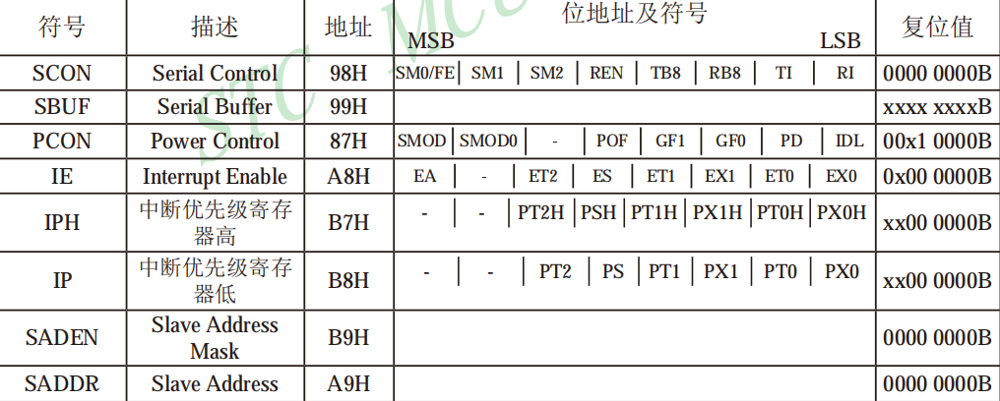 符号 描述 地址 位地址及符号 复位值
MSB LSB
STC MCU
SCON Serial Control 98H SM0/FE SM1 SM2 REN TB8 RB8 TI RI 0000 0000B
SBUF Serial Buffer 99H xxxx xxxxB
PCON Power Control 87H SMOD SMOD0 - POF GF1 GF0 PD IDL 00x1 0000B
IE Interrupt Enable A8H EA - ET2 ES ET1 EX1 ET0 EX0 0x00 0000B
IPH 中断优先级寄存 B7H - - PT2H PSH PT1H PX1H PT0H PX0H xx00 0000B
器高
IP 中断优先级寄存 B8H - - PT2 PS PT1 PX1 PT0 PX0 xx00 0000B
器低
SADEN Slave Address B9H 0000 0000B
Mask
SADDR Slave Address A9H 0000 0000B